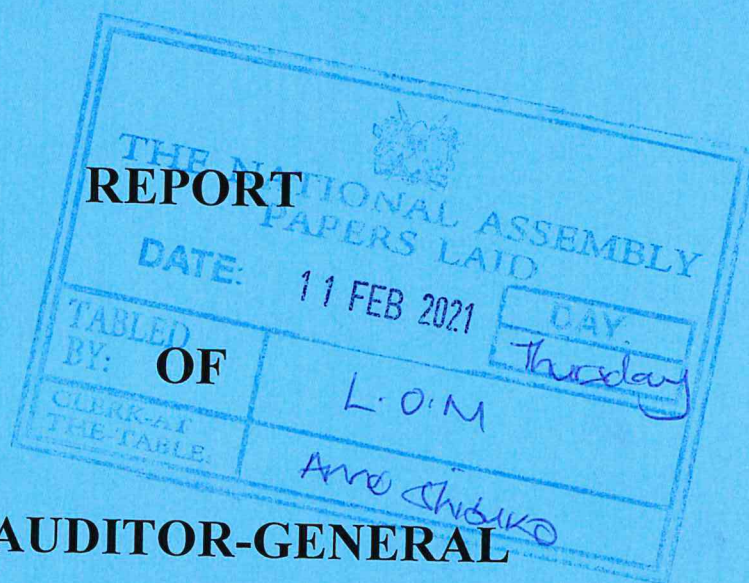 THE NATIONAL ASSEMBLY
REPORT
PAPERS LAID
DATE: 11 FEB 2021
DAY.
Thursday
TABLED
BY:
OF
L.O.M
CLERK-AT
THE-TABLE:
Anne
AUDITOR-GENERAL